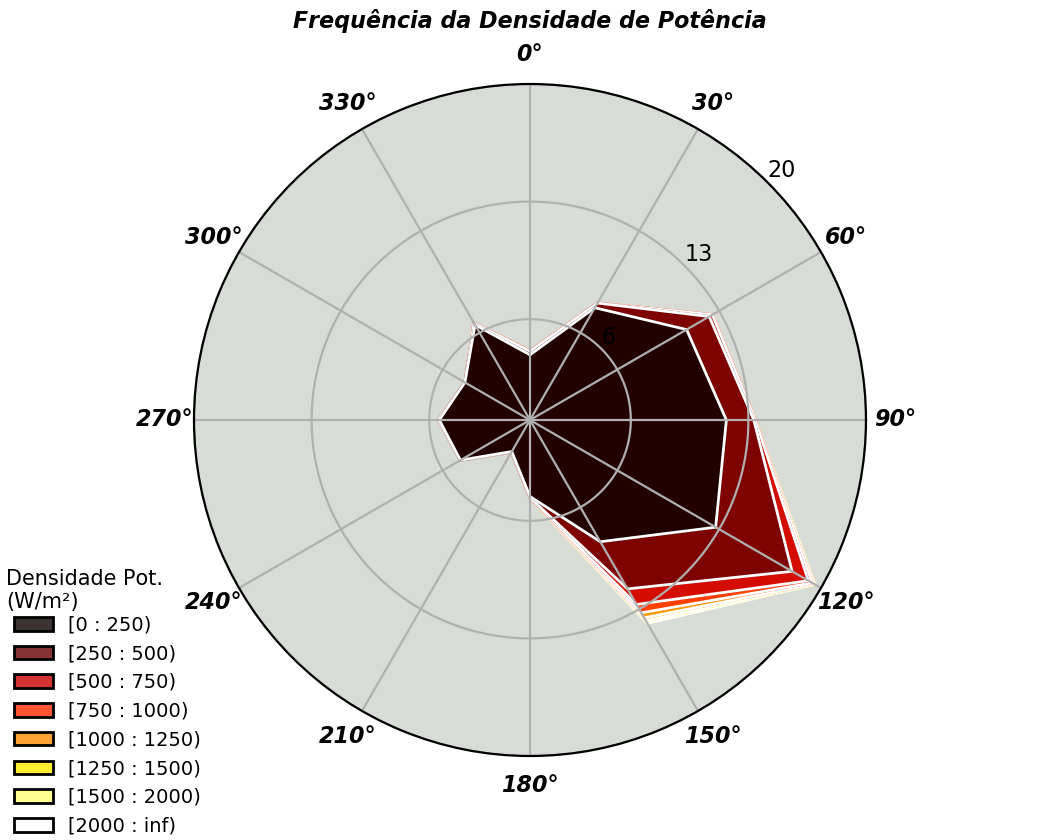 Frequência da Densidade de Potência
0°
30°
60°
90°
120°
150°
180°
210°
240°
270°
300°
330°
6
13
20
Densidade Pot.
(W/m²)
[0 : 250)
[250 : 500)
[500 : 750)
[750 : 1000)
[1000 : 1250)
[1250 : 1500)
[1500 : 2000)
[2000 : inf)